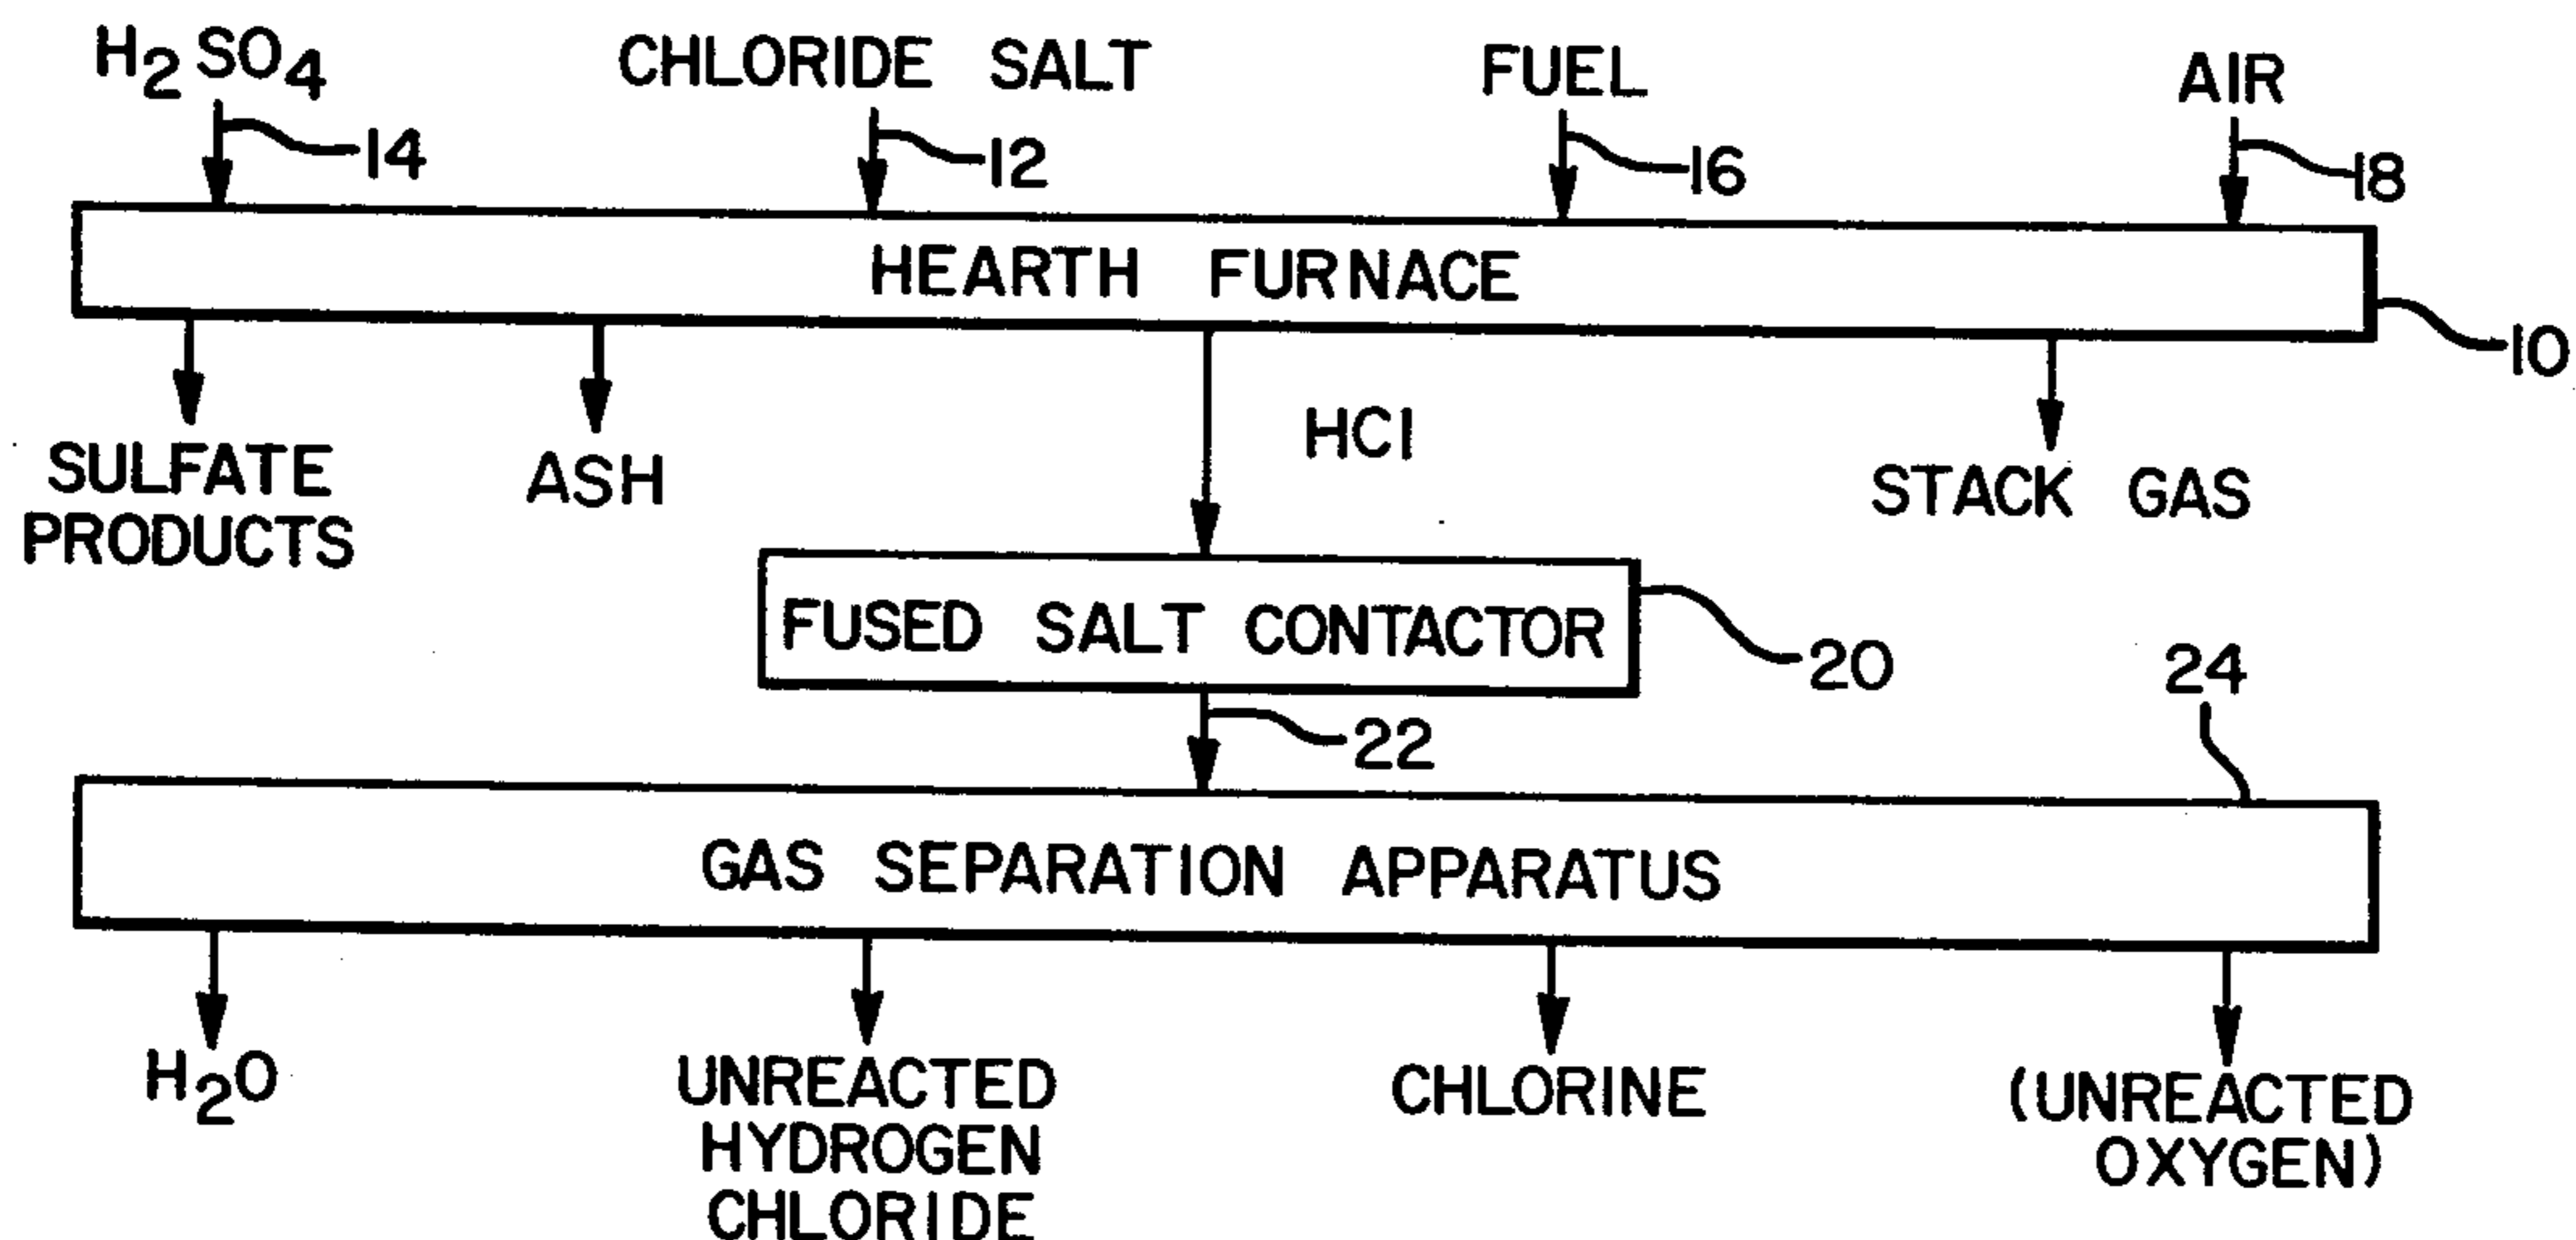 H2SO4
CHLORIDE SALT
FUEL
AIR
14
12
16
18
HEARTH FURNACE
10
SULFATE
PRODUCTS
ASH
HCl
STACK GAS
FUSED SALT CONTACTOR
20
22
24
GAS SEPARATION APPARATUS
H2O
UNREACTED
HYDROGEN
CHLORIDE
CHLORINE
(UNREACTED
OXYGEN)